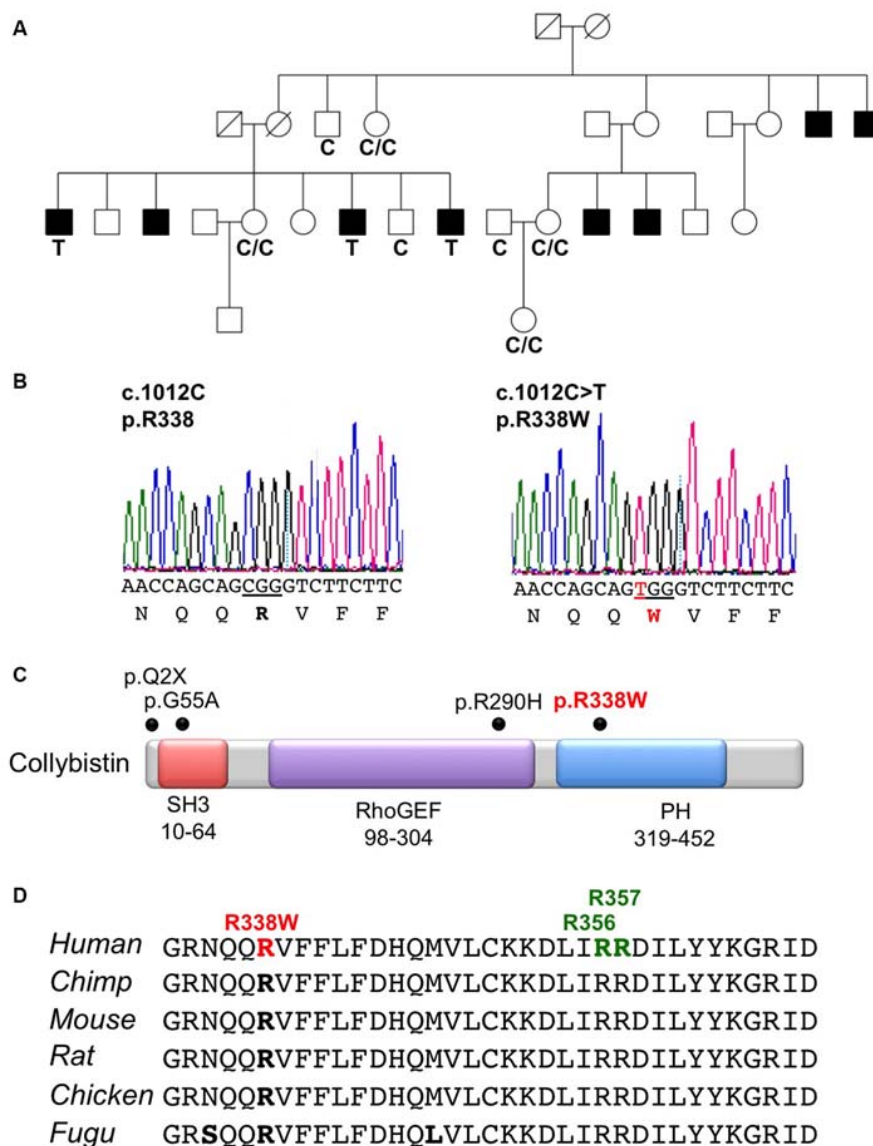 A
C
C/C
T
C/C
T
C
T
C
C/C
C/C
B
c.1012C
p.R338
c.1012C>T
p.R338W
AACCAGCAGCGGGTCTTCTTC
N Q Q R V F F
AACCAGCAGTGGGTCTTCTTC
N Q Q W V F F
C
p.Q2X
p.G55A
p.R290H
p.R338W
Collybistin
SH3
10-64
RhoGEF
98-304
PH
319-452
D
R357
R338W
R356
Human GRNQQRVFFLFDHQMVLCKKDLIRRDILYYKGRID
Chimp GRNQQRVFFLFDHQMVLCKKDLIRRDILYYKGRID
Mouse GRNQQRVFFLFDHQMVLCKKDLIRRDILYYKGRID
Rat GRNQQRVFFLFDHQMVLCKKDLIRRDILYYKGRID
Chicken GRNQQRVFFLFDHQMVLCKKDLIRRDILYYKGRID
Fugu GRSQQRVFFLFDHQLVLCKKDLIRRDILYYKGRID